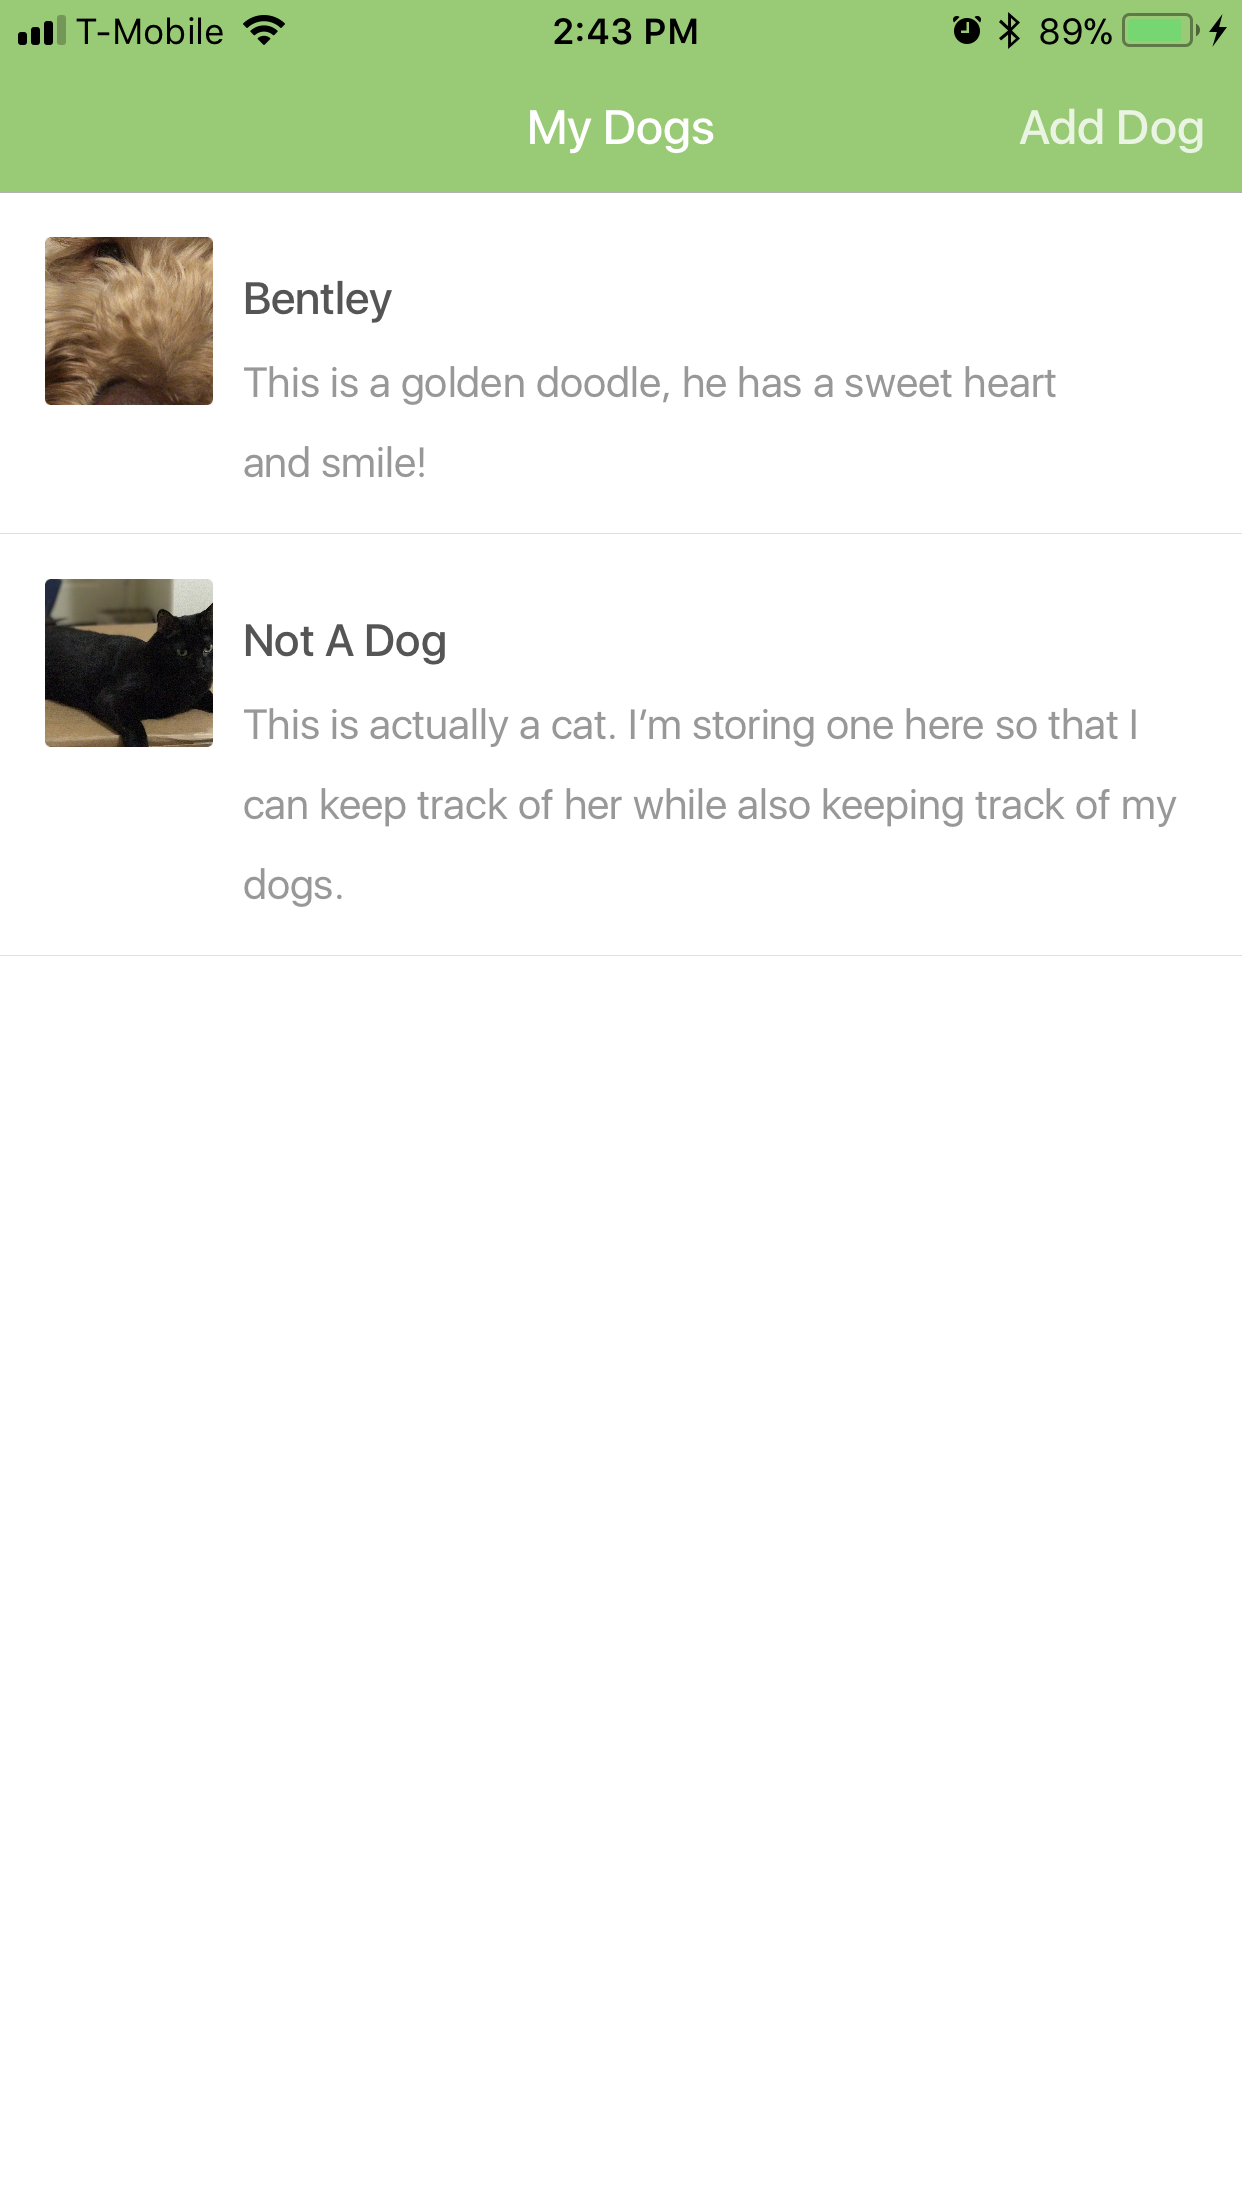 T-Mobile 2:43 PM 89%
My Dogs Add Dog
Bentley
This is a golden doodle, he has a sweet heart
and smile!
Not A Dog
This is actually a cat. I’m storing one here so that I
can keep track of her while also keeping track of my
dogs.